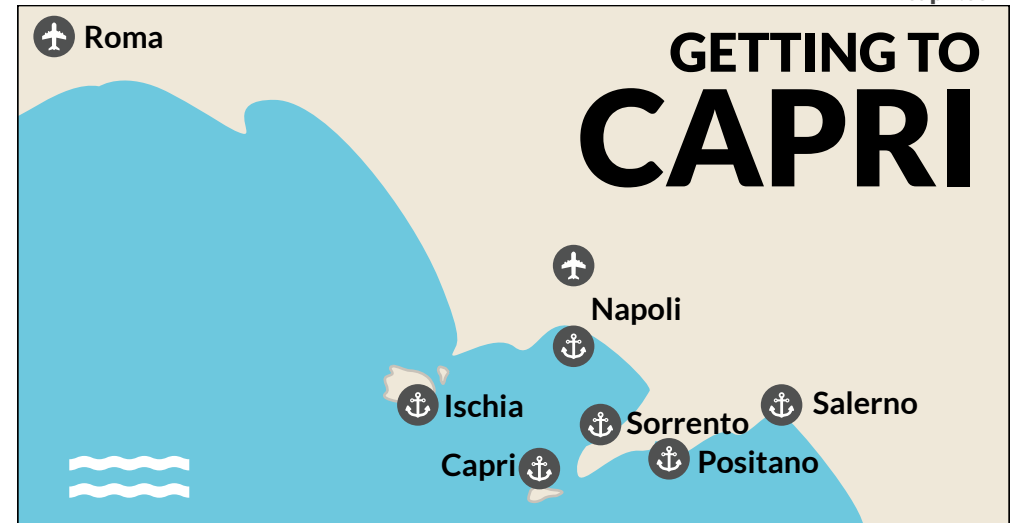 Roma
GETTING TO
CAPRI
Napoli
Ischia
Salerno
Sorrento
Capri
Positano